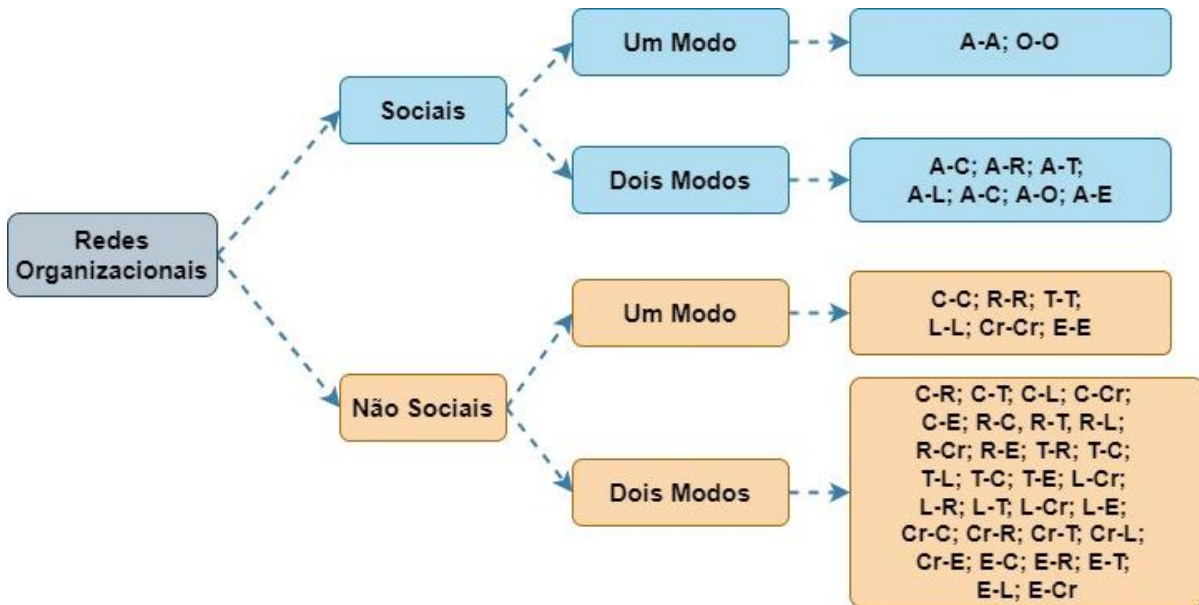 Redes
Organizacionais
Sociais
Um Modo
A-A; O-O
Dois Modos
A-C; A-R; A-T;
A-L; A-C; A-O; A-E
Não Sociais
Um Modo
C-C; R-R; T-T;
L-L; Cr-Cr; E-E
Dois Modos
C-R; C-T; C-L; C-Cr;
C-E; R-C, R-T, R-L;
R-Cr; R-E; T-R; T-C;
T-L; T-C; T-E; L-Cr;
L-R; L-T; L-Cr; L-E;
Cr-C; Cr-R; Cr-T; Cr-L;
Cr-E; E-C; E-R; E-T;
E-L; E-Cr